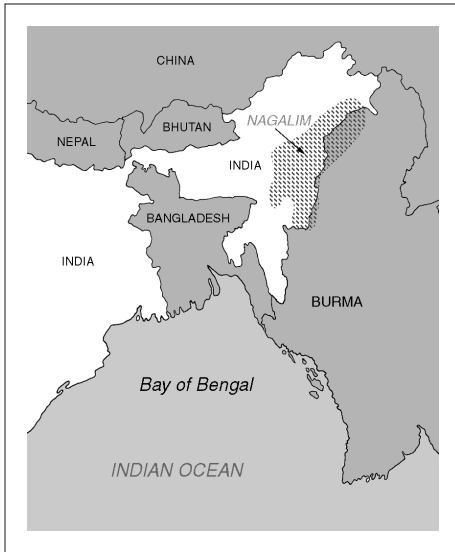 CHINA
NAGALIM
NEPAL
BHUTAN
INDIA
BANGLADESH
INDIA
BURMA
Bay of Bengal
INDIAN OCEAN